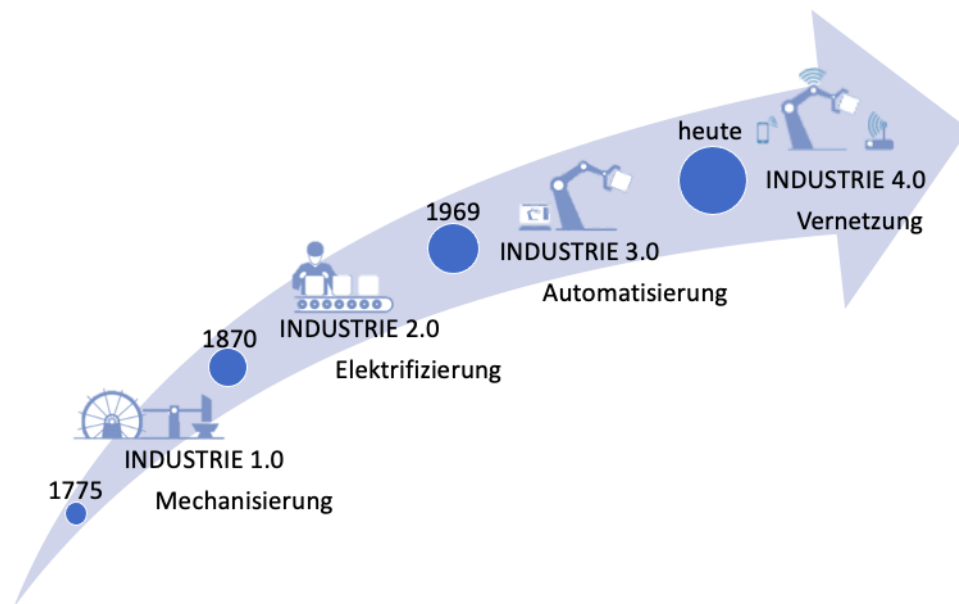 heute
INDUSTRIE 4.0
Vernetzung
1969
INDUSTRIE 3.0
Automatisierung
1870
INDUSTRIE 2.0
Elektrifizierung
1775
INDUSTRIE 1.0
Mechanisierung